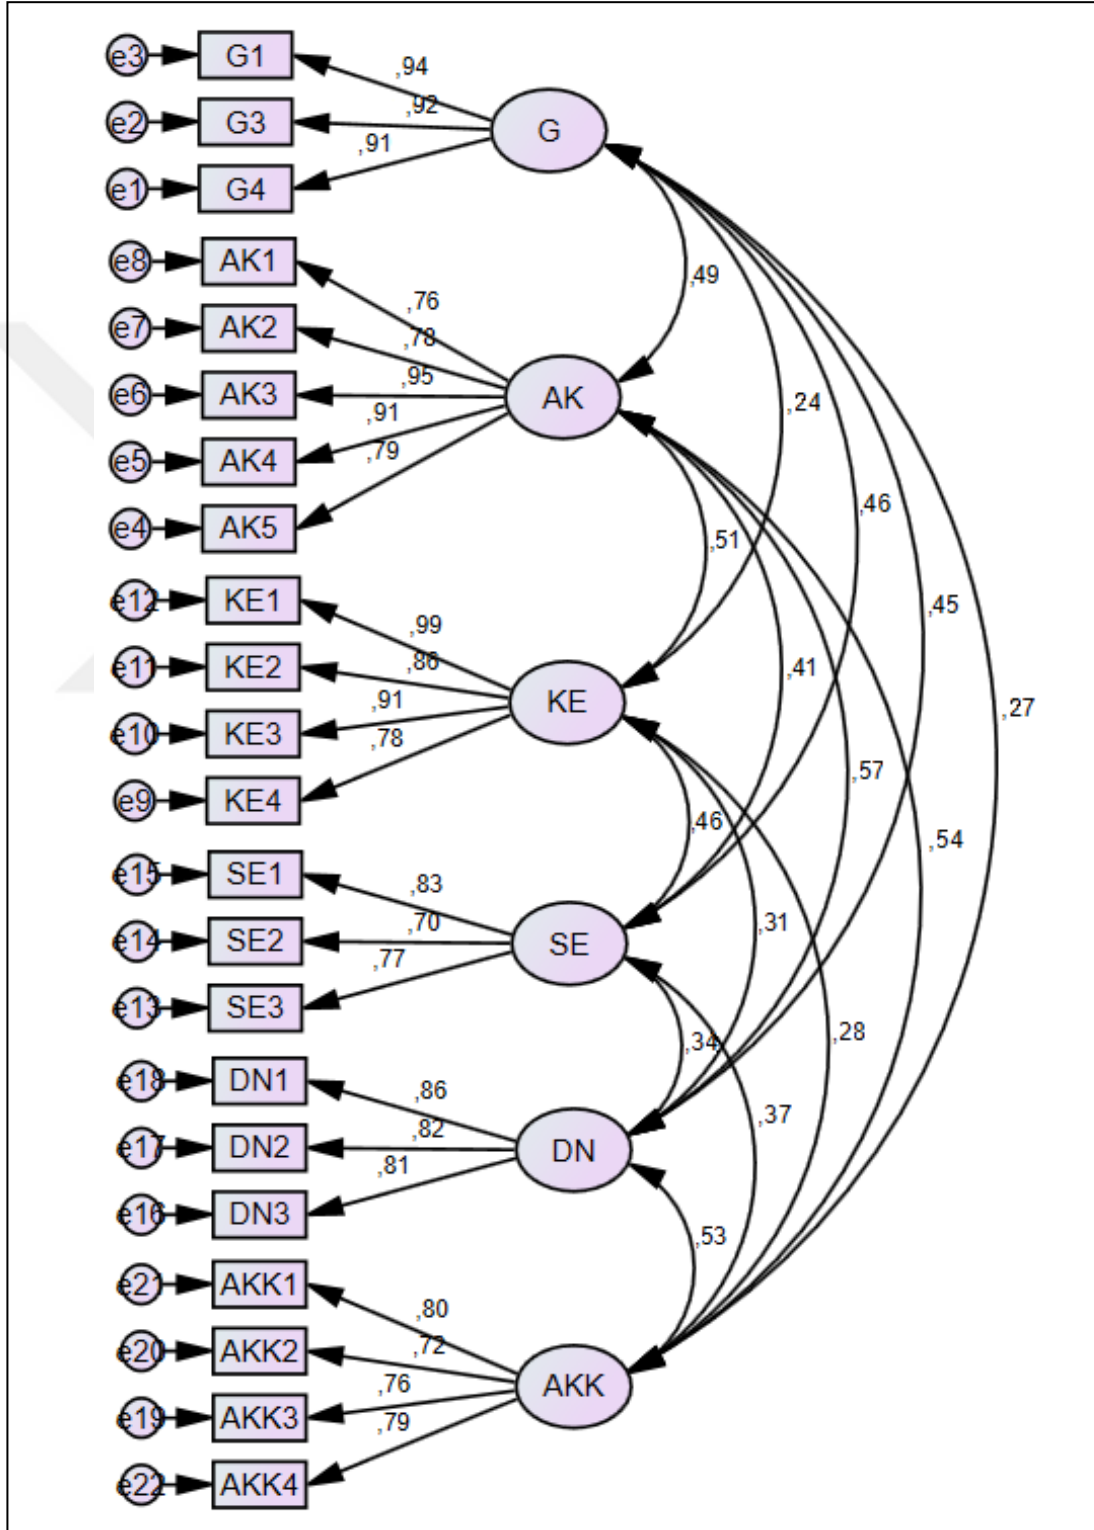 e3 G1 ,94
e2 G3 ,92 G
e1 G4 ,91
e8 AK1 ,49
,76
e7 AK2 ,78
e6 AK3 ,95 AK ,24
e5 AK4 ,91
,79
e4 AK5 ,46
,51
e12 KE1 ,99 ,45
e11 KE2 ,86 ,41
e10 KE3 ,91 KE ,27
,78 ,57
e9 KE4 ,46 ,54
e15 SE1 ,83
e14 SE2 ,70 SE ,31
e13 SE3 ,77
,34 ,28
e18 DN1 ,86 ,37
e17 DN2 ,82 DN
e16 DN3 ,81
,53
e21 AKK1 ,80
e20 AKK2 ,72
AKK
e19 AKK3 ,76
,79
e22 AKK4